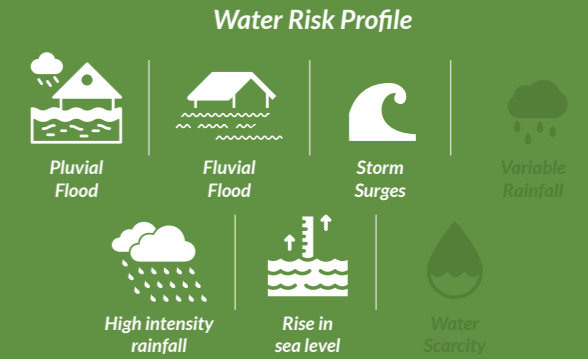 Water Risk Profile
Pluvial
Flood
Fluvial
Flood
Storm
Surges
Variable
Rainfall
High intensity
rainfall
Rise in
sea level
Water
Scarcity